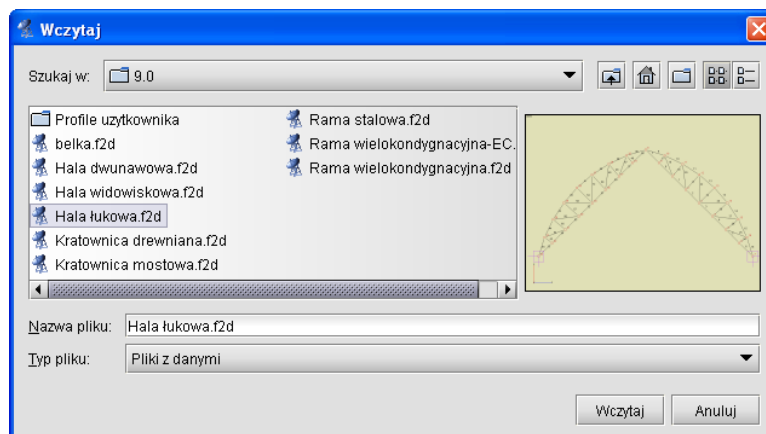 Wczytaj
Szukaj w: 9.0
Profile uzytkownika
belka.f2d
Hala dwunawowa.f2d
Hala widowiskowa.f2d
Hala łukowa.f2d
Kratownica drewniana.f2d
Kratownica mostowa.f2d
Rama stalowa.f2d
Rama wielokondygnacyjna-EC.
Rama wielokondygnacyjna.f2d
Nazwa pliku: Hala łukowa.f2d
Typ pliku: Pliki z danymi
Wczytaj Anuluj